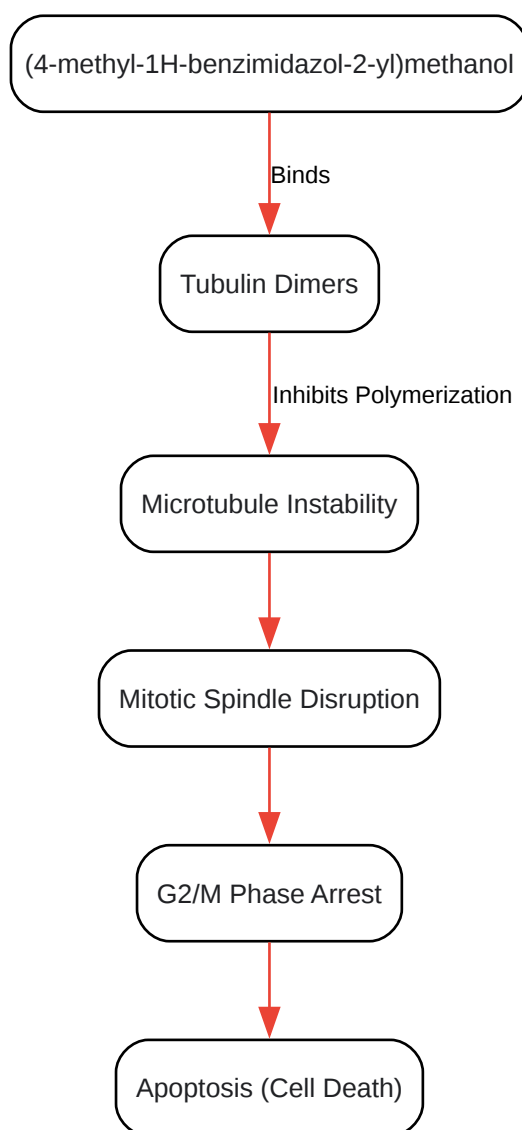 (4-methyl-1H-benzimidazol-2-yl)methanol
Binds
Tubulin Dimers
Inhibits Polymerization
Microtubule Instability
Mitotic Spindle Disruption
G2/M Phase Arrest
Apoptosis (Cell Death)